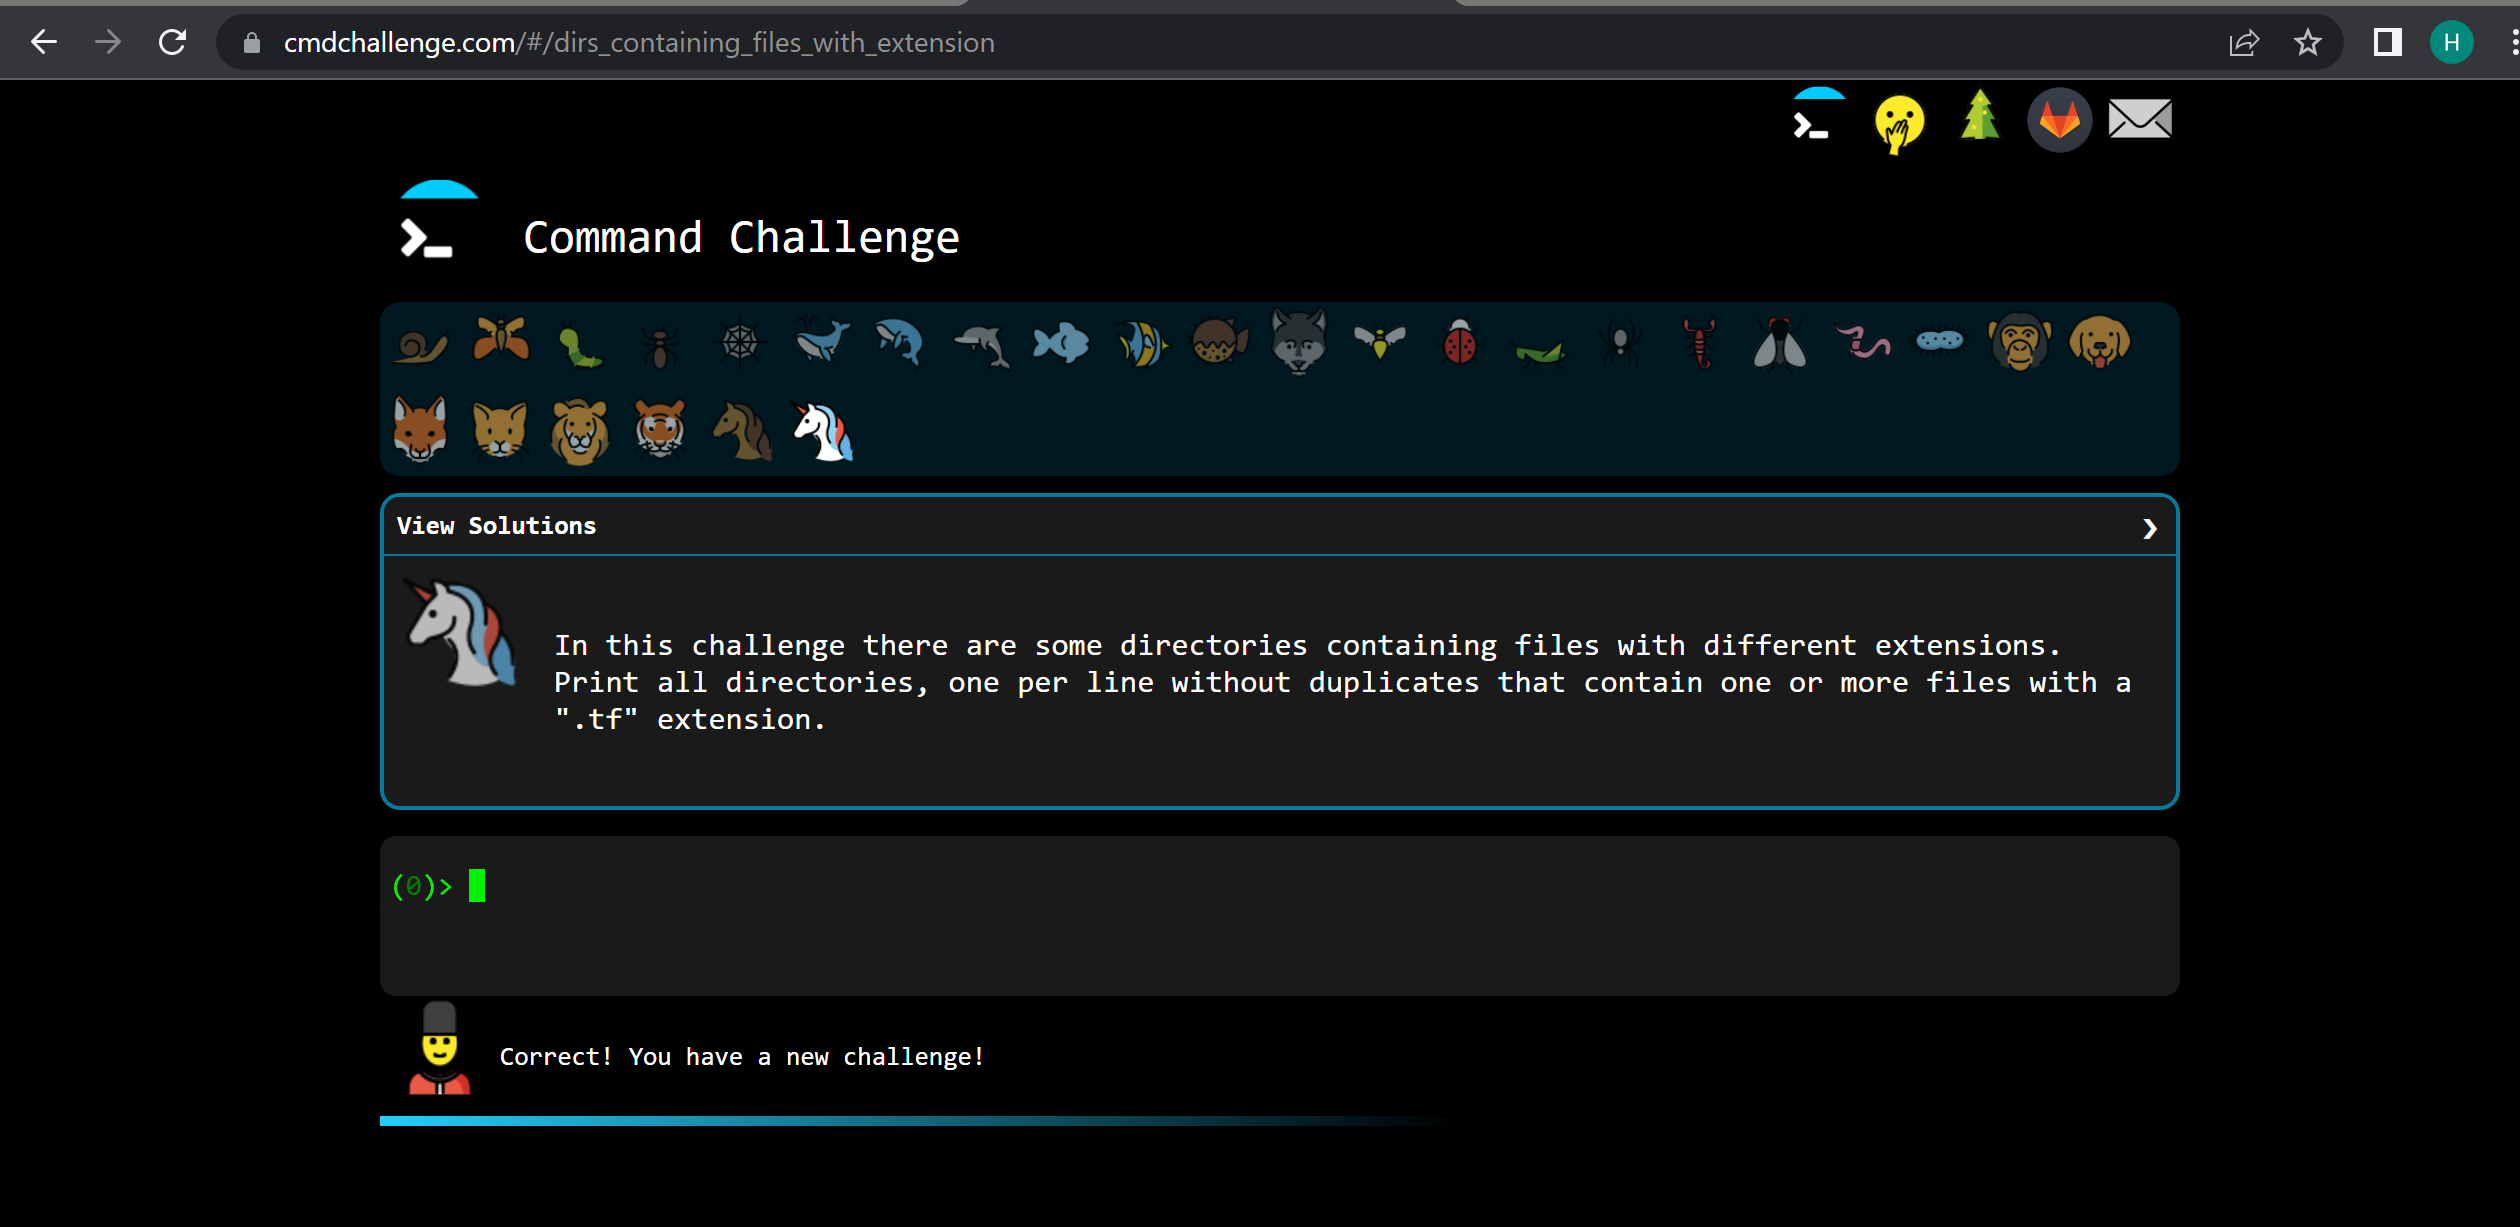 cmdchallenge.com/#/dirs_containing_files_with_extension
H
Command Challenge
View Solutions
In this challenge there are some directories containing files with different extensions.
Print all directories, one per line without duplicates that contain one or more files with a
".tf" extension.
(0)>
Correct! You have a new challenge!